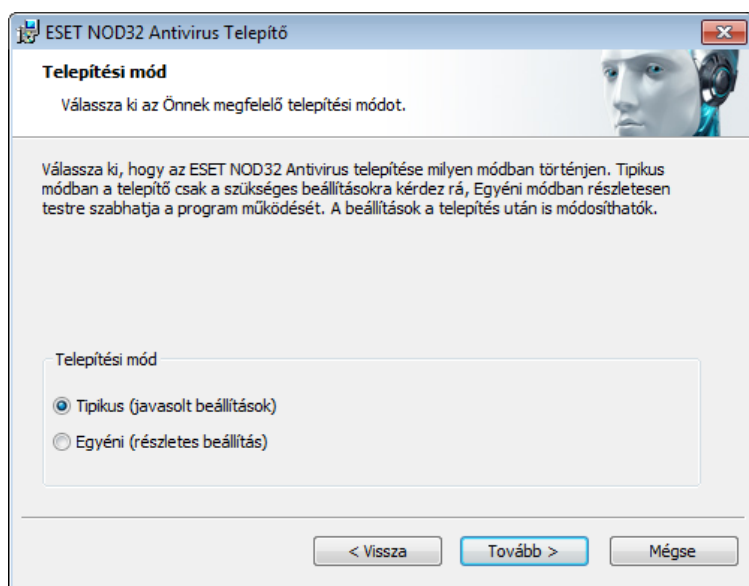 ESET NOD32 Antivirus Telepítő
Telepítési mód
Válassza ki az Önnek megfelelő telepítési módot.
Válassza ki, hogy az ESET NOD32 Antivirus telepítése milyen módban történjen. Tipikus
módban a telepítő csak a szükséges beállításokra kérdez rá, Egyéni módban részletesen
testre szabhatja a program működését. A beállítások a telepítés után is módosíthatók.
Telepítési mód
Tipikus (javasolt beállítások)
Egyéni (részletes beállítás)
< Vissza
Tovább >
Mégse